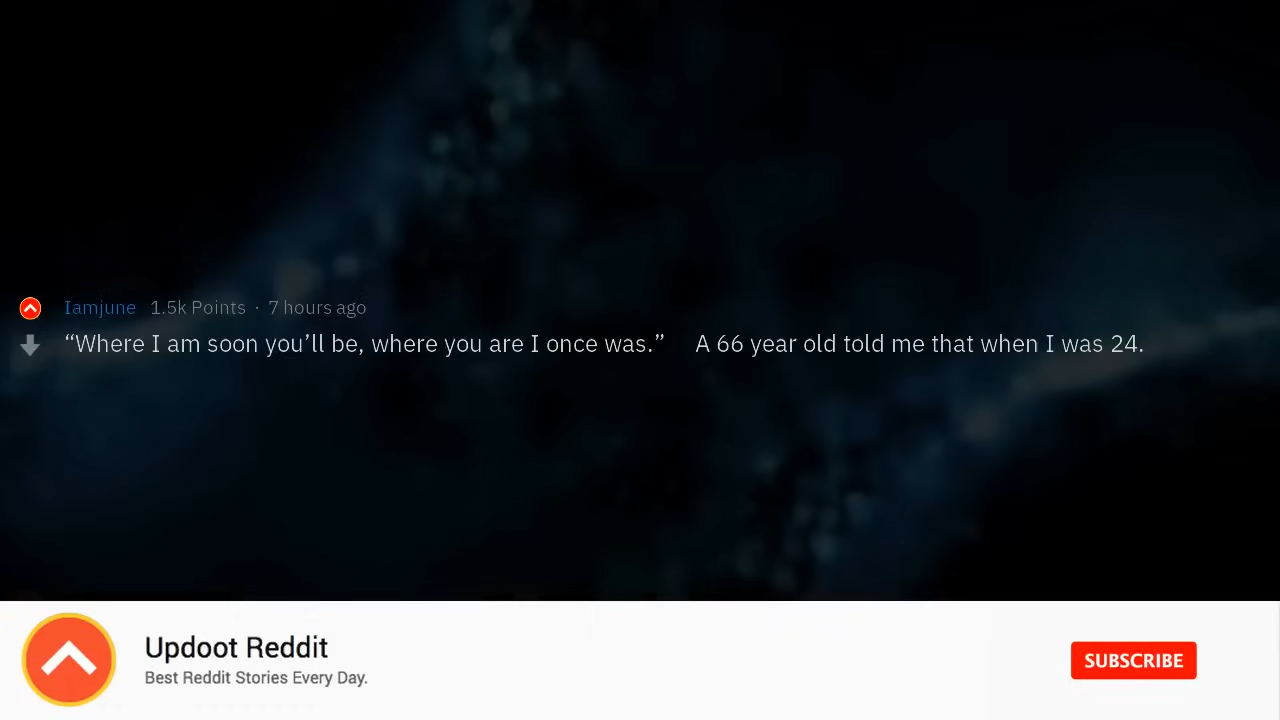 Iamjune 1.5k Points · 7 hours ago
“Where I am soon you’ll be, where you are I once was.” A 66 year old told me that when I was 24.
Updoot Reddit
Best Reddit Stories Every Day.
SUBSCRIBE